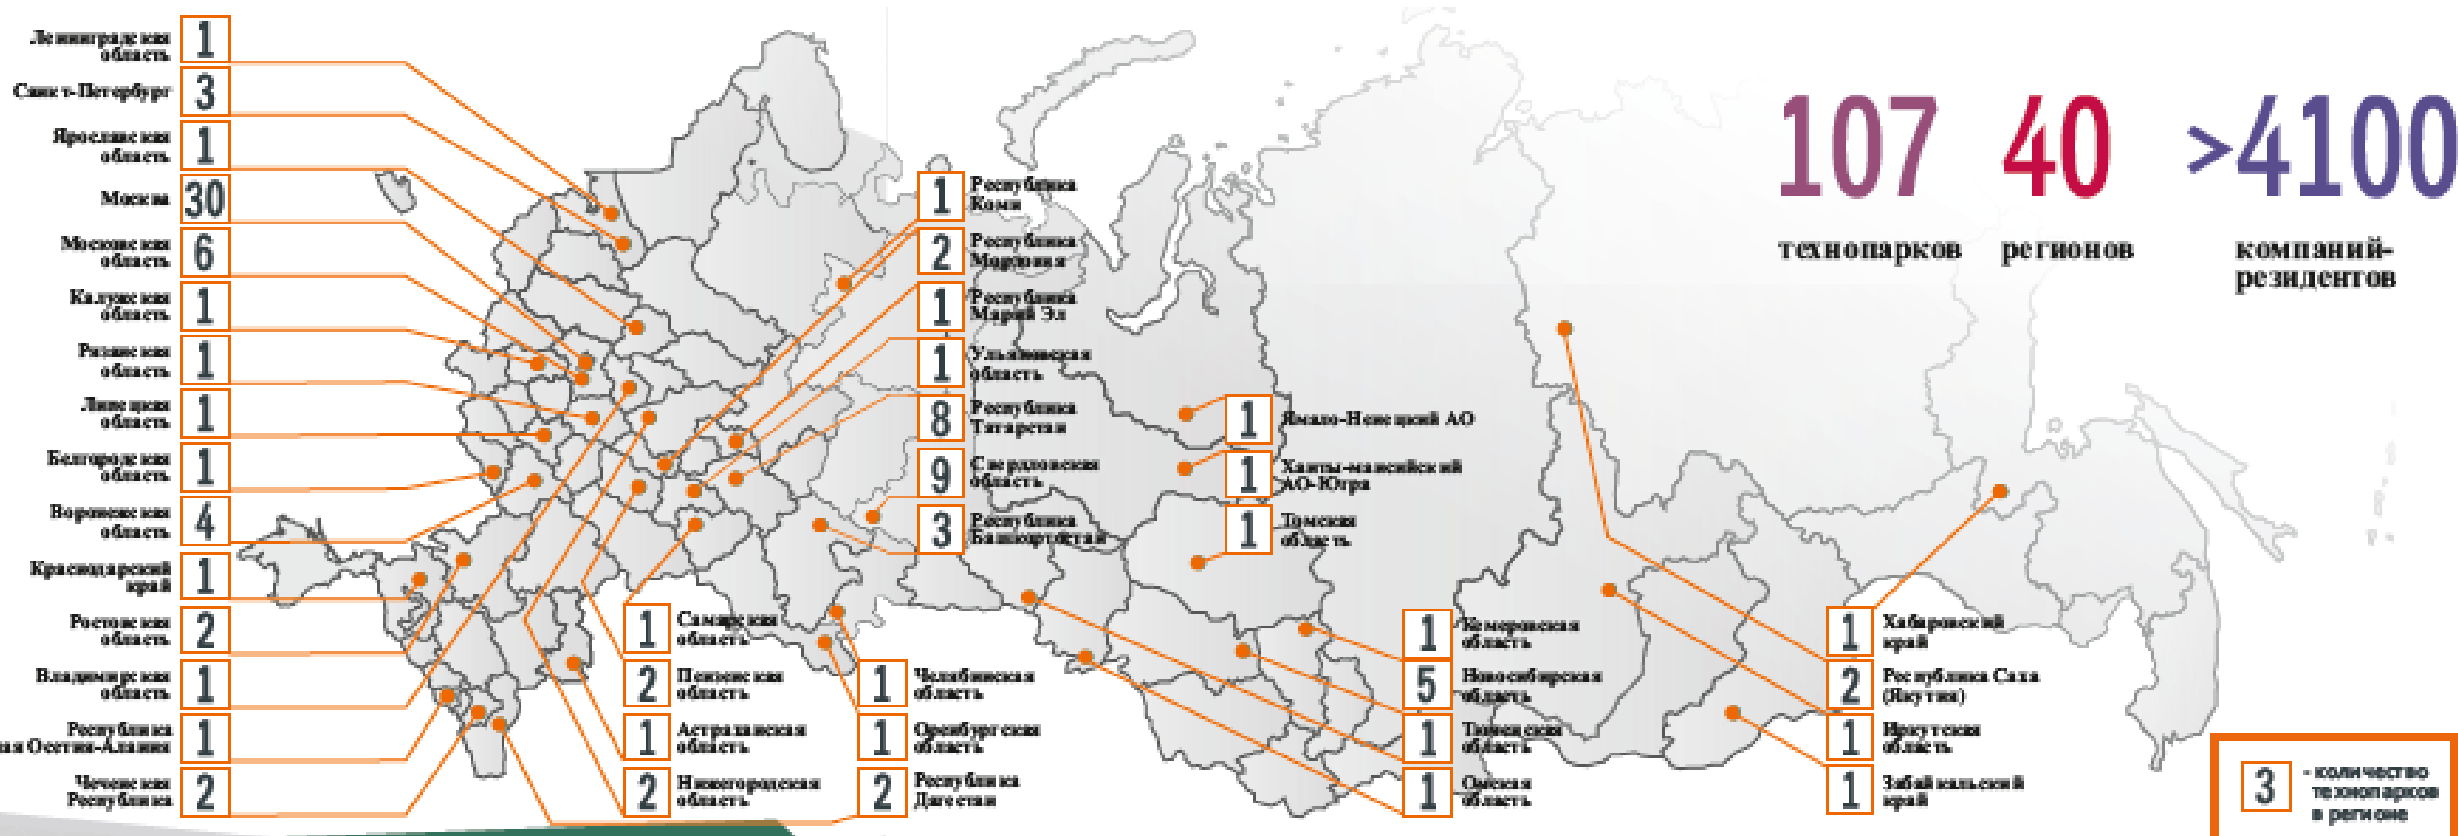 Ленинградская
область
1
Санкт-Петербург
3
Ярославская
область
1
Москва
30
Московская
область
6
Калужская
область
1
Рязанская
область
1
Липецкая
область
1
Белгородская
область
1
Воронежская
область
4
Краснодарский
край
1
Ростовская
область
2
Владимирская
область
1
Республика
ая Осетия-Алания
1
Чеченская
Республика
2
1
Республика
Коми
2
Республика
Мордовия
1
Республика
Марий Эл
1
Ульяновская
область
8
Республика
Татарстан
9
Свердловская
область
3
Республика
Башкортостан
1
Самарская
область
2
Пензенская
область
1
Астраханская
область
2
Нижегородская
область
1
Челябинская
область
1
Оренбургская
область
2
Республика
Дагестан
1
Ямало-Ненецкий АО
1
Ханты-мансийский
АО-Югра
1
Томская
область
1
Кемеровская
область
5
Новосибирская
область
1
Тюменская
область
1
Омская
область
1
Хабаровский
край
2
Республика Саха
(Якутия)
1
Иркутская
область
1
Забайкальский
край
107
технопарков
40
регионов
>4100
компаний-
резидентов
3
- количество
технопарков
в регионе